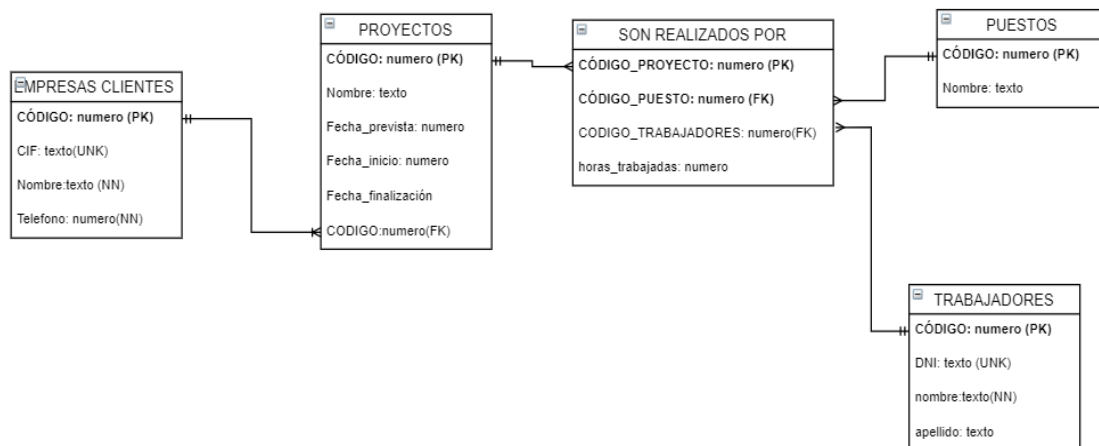 EMPRESAS CLIENTES
CÓDIGO: numero (PK)
CIF: texto(UNK)
Nombre:texto (NN)
Telefono: numero(NN)
PROYECTOS
CÓDIGO: numero (PK)
Nombre: texto
Fecha_prevista: numero
Fecha_inicio: numero
Fecha_finalización
CODIGO:numero(FK)
SON REALIZADOS POR
CÓDIGO_PROYECTO: numero (PK)
CÓDIGO_PUESTO: numero (FK)
CODIGO_TRABAJADORES: numero(FK)
horas_trabajadas: numero
PUESTOS
CÓDIGO: numero (PK)
Nombre: texto
TRABAJADORES
CÓDIGO: numero (PK)
DNI: texto (UNK)
nombre:texto(NN)
apellido: texto